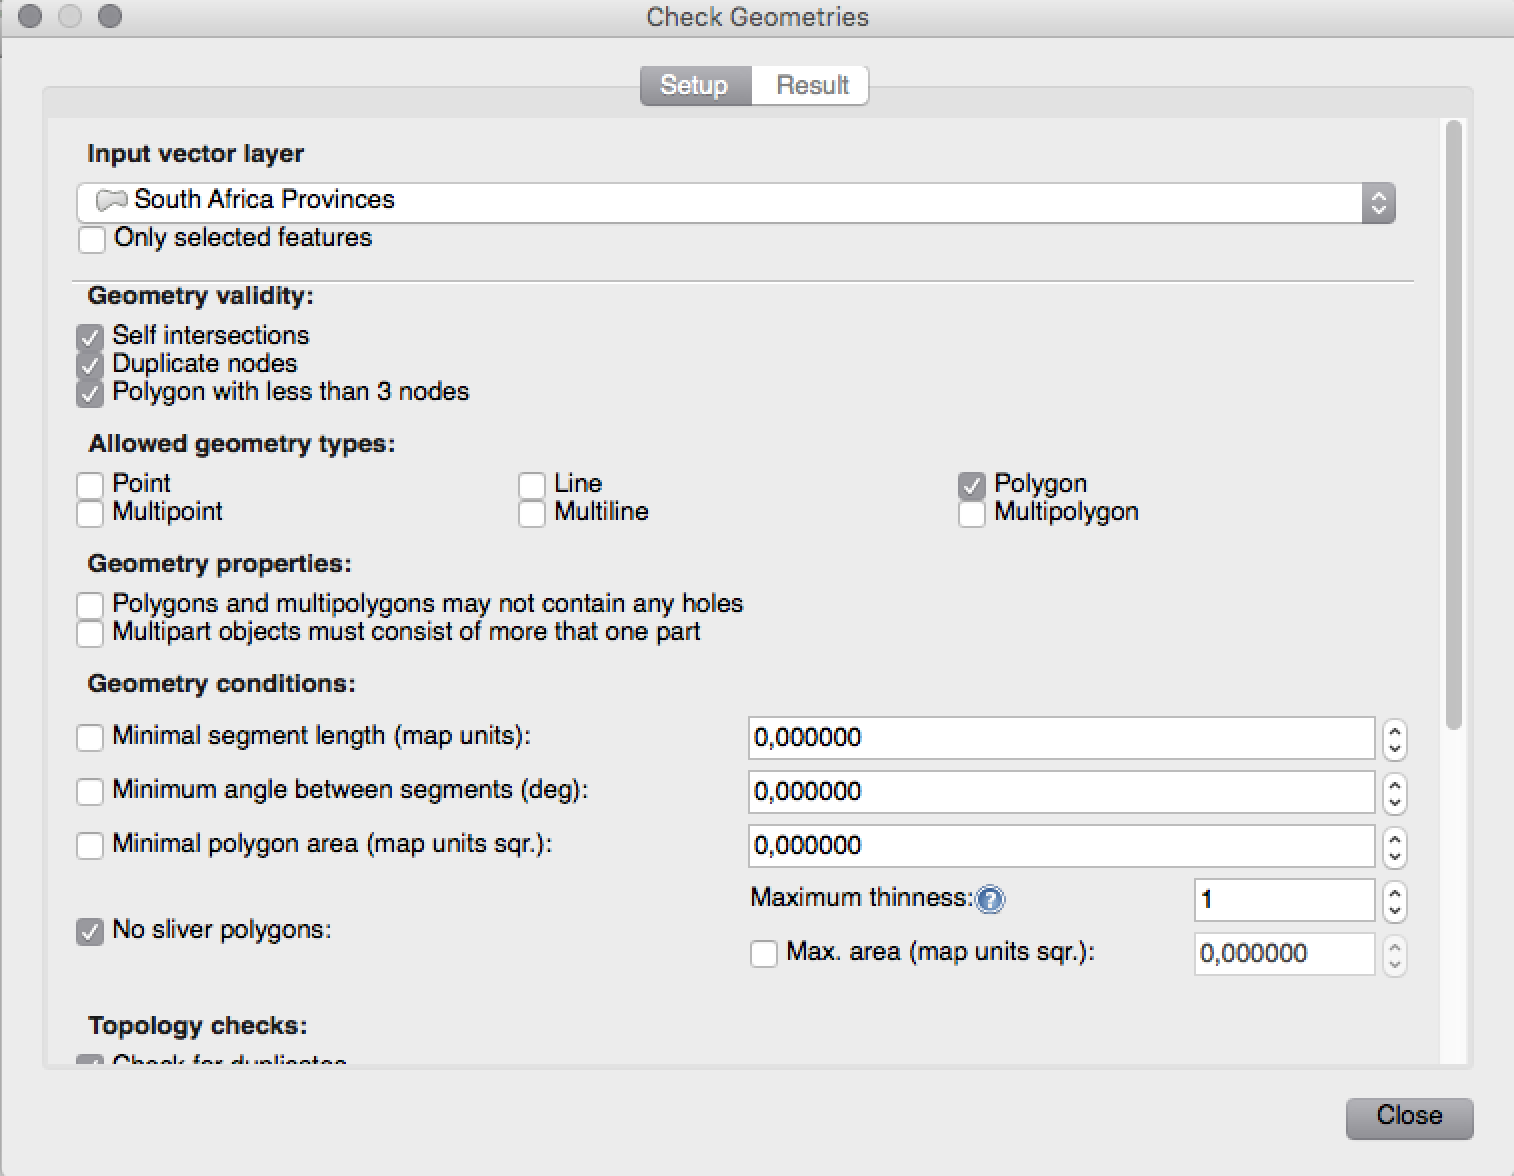 Check Geometries
Setup Result
Input vector layer
South Africa Provinces
Only selected features
Geometry validity:
Self intersections
Duplicate nodes
Polygon with less than 3 nodes
Allowed geometry types:
Point Line Polygon
Multipoint Multiline Multipolygon
Geometry properties:
Polygons and multipolygons may not contain any holes
Multipart objects must consist of more that one part
Geometry conditions:
Minimal segment length (map units): 0,000000
Minimum angle between segments (deg): 0,000000
Minimal polygon area (map units sqr.): 0,000000
Maximum thinness: ? 1
No sliver polygons:
Max. area (map units sqr.): 0,000000
Topology checks:
Check for duplicates
Close